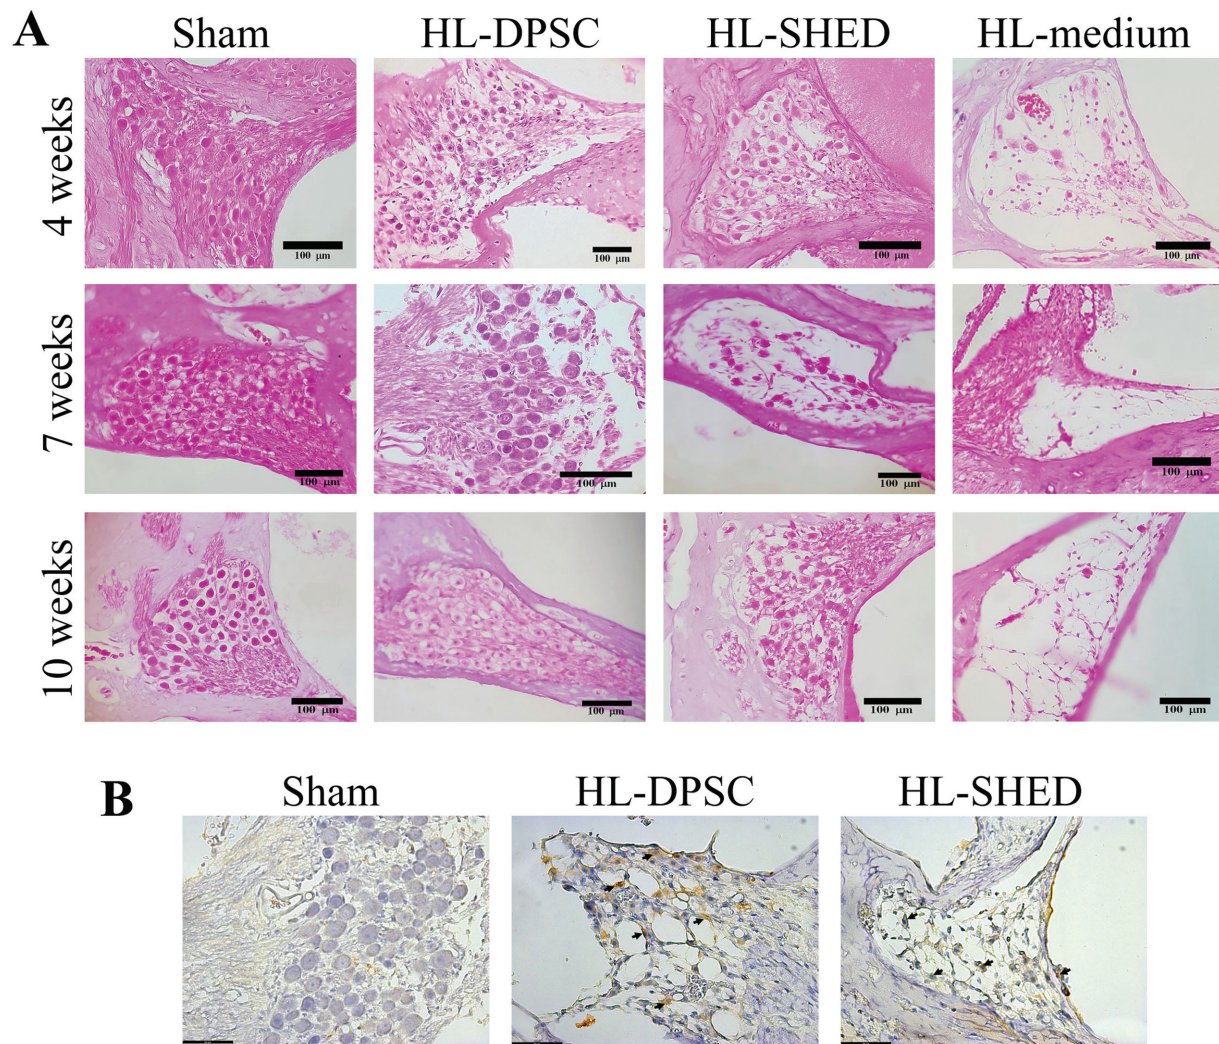 A
Sham HL-DPSC HL-SHED HL-medium
4 weeks
100 µm 100 µm 100 µm 100 µm
7 weeks
100 µm 100 µm 100 µm 100 µm
10 weeks
100 µm 100 µm 100 µm 100 µm
B
Sham HL-DPSC HL-SHED